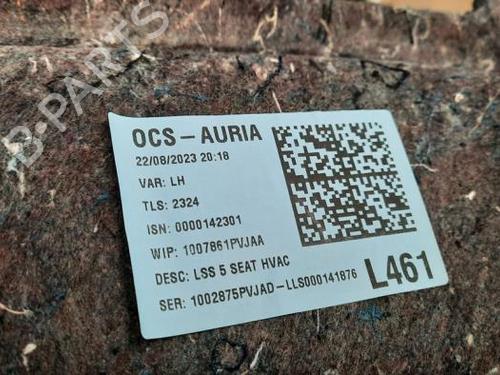 OCS-AURIA
22/08/2023 20:18
VAR: LH
TLS: 2324
ISN: 0000142301
WIP: 1007861PVJAA
DESC: LSS 5 SEAT HVAC
SER: 1002875PVJAD-LLS000141876
L461
B-PARTS